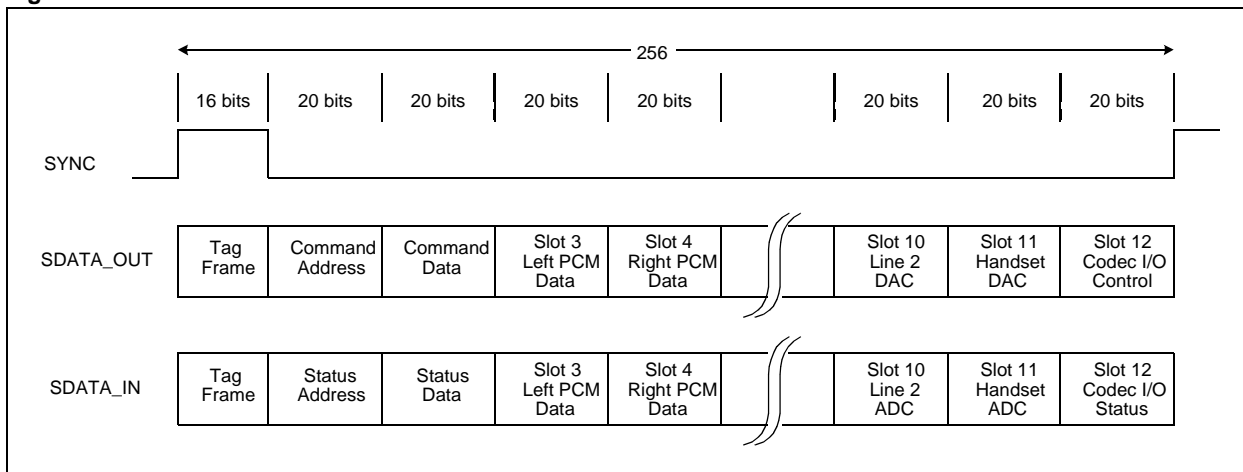 256
16 bits 20 bits 20 bits 20 bits 20 bits 20 bits 20 bits 20 bits
SYNC
SDATA_OUT
Tag
Frame
Command
Address
Command
Data
Slot 3
Left PCM
Data
Slot 4
Right PCM
Data
Slot 10
Line 2
DAC
Slot 11
Handset
DAC
Slot 12
Codec I/O
Control
SDATA_IN
Tag
Frame
Status
Address
Status
Data
Slot 3
Left PCM
Data
Slot 4
Right PCM
Data
Slot 10
Line 2
ADC
Slot 11
Handset
ADC
Slot 12
Codec I/O
Status